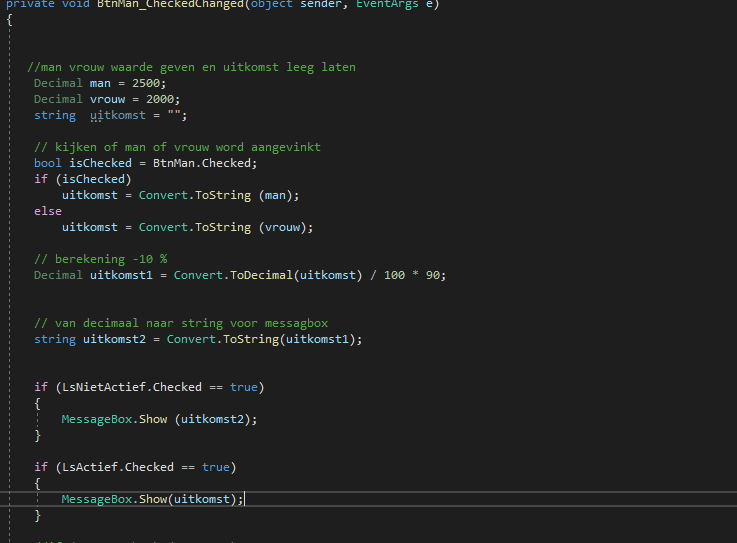 private void BtnMan_CheckedChanged(object sender, EventArgs e)
{
//man vrouw waarde geven en uitkomst leeg laten
Decimal man = 2500;
Decimal vrouw = 2000;
string  uitkomst = "";
// kijken of man of vrouw word aangevinkt
bool isChecked = BtnMan.Checked;
if (isChecked)
uitkomst = Convert.ToString (man);
else
uitkomst = Convert.ToString (vrouw);
// berekening -10 %
Decimal uitkomst1 = Convert.ToDecimal(uitkomst) / 100 * 90;
// van decimaal naar string voor messagbox
string uitkomst2 = Convert.ToString(uitkomst1);
if (LsNietActief.Checked == true)
{
MessageBox.Show (uitkomst2);
}
if (LsActief.Checked == true)
{
MessageBox.Show(uitkomst);
}